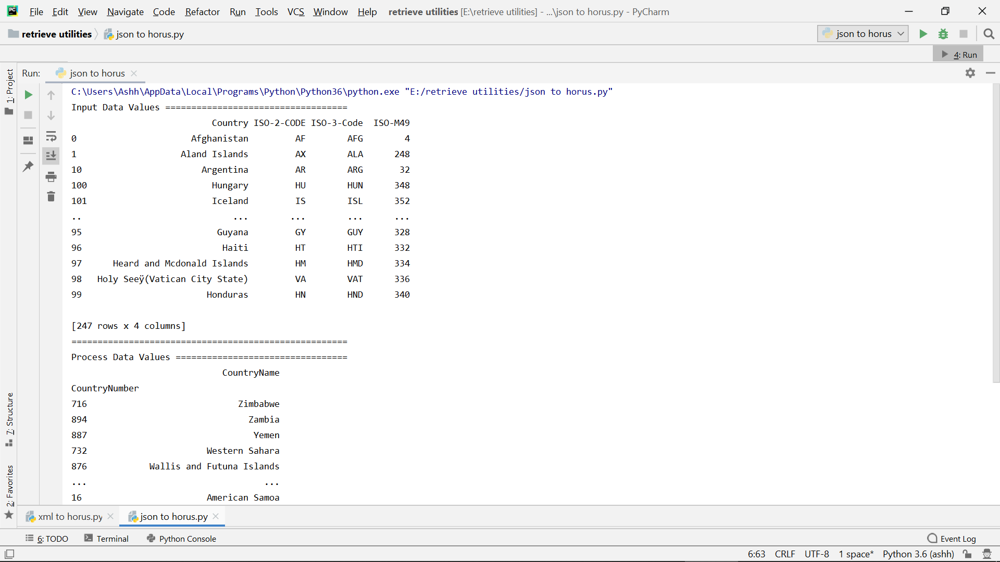 File Edit View Navigate Code Refactor Run Tools VCS Window Help retrieve utilities [E:\retrieve utilities] - ...\json to horus.py - PyCharm
retrieve utilities json to horus.py json to horus
4: Run
Run: json to horus
1: Project
C:\Users\Ashh\AppData\Local\Programs\Python\Python36\python.exe "E:/retrieve utilities/json to horus.py"
Input Data Values ===================================
Country ISO-2-CODE ISO-3-Code ISO-M49
0 Afghanistan AF AFG 4
1 Aland Islands AX ALA 248
10 Argentina AR ARG 32
100 Hungary HU HUN 348
101 Iceland IS ISL 352
.. ... ... ... ...
95 Guyana GY GUY 328
96 Haiti HT HTI 332
97 Heard and Mcdonald Islands HM HMD 334
98 Holy Seeÿ(Vatican City State) VA VAT 336
99 Honduras HN HND 340
[247 rows x 4 columns]
=====================================================
Process Data Values =================================
CountryName
CountryNumber
716 Zimbabwe
894 Zambia
887 Yemen
732 Western Sahara
876 Wallis and Futuna Islands
... ...
16 American Samoa
7: Structure
2: Favorites
xml to horus.py json to horus.py
6: TODO Terminal Python Console Event Log
6:63 CRLF UTF-8 1 space* Python 3.6 (ashh)